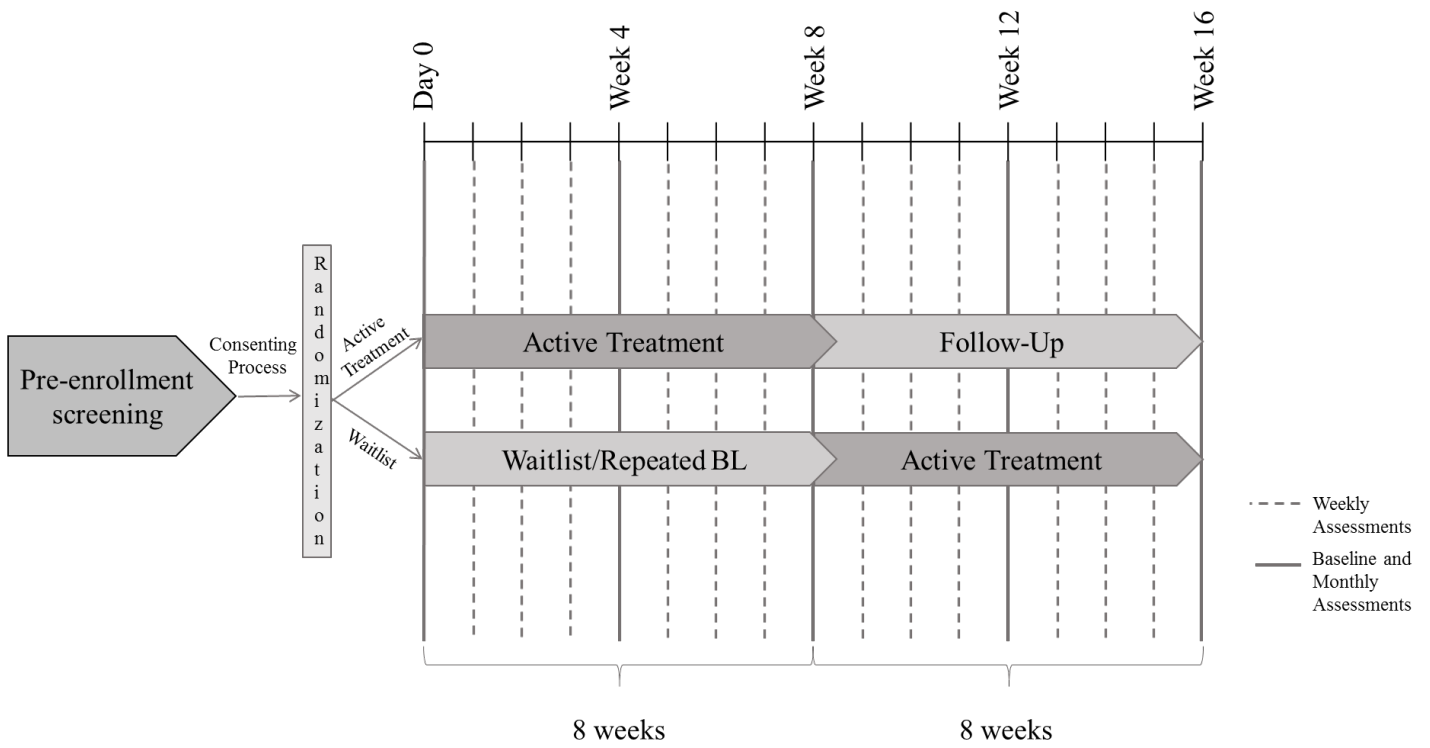 Day 0
Week 4
Week 8
Week 12
Week 16
Pre-enrollment
screening
Consenting
Process
Randomization
Active
Treatment
Waitlist
Active Treatment
Follow-Up
Waitlist/Repeated BL
Active Treatment
Weekly
Assessments
Baseline and
Monthly
Assessments
8 weeks
8 weeks